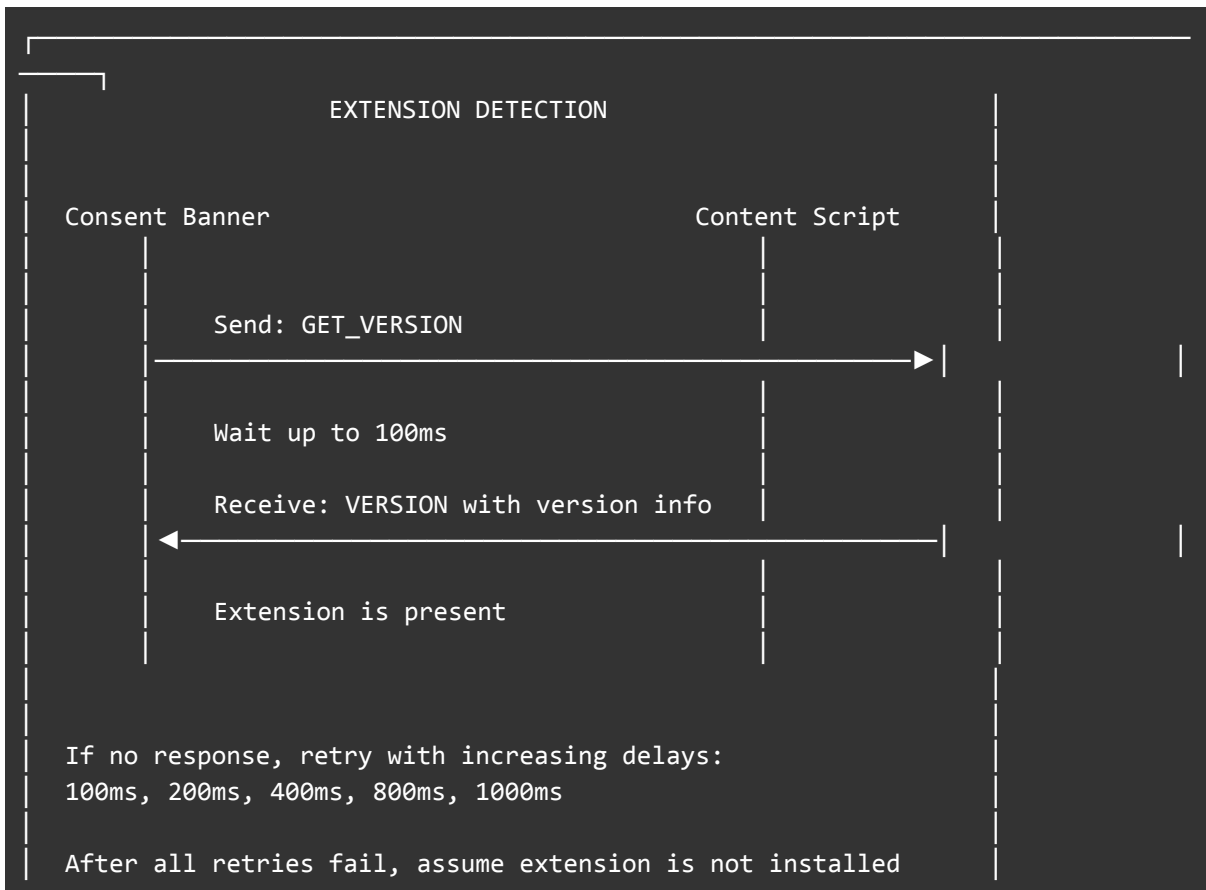 EXTENSION DETECTION
Consent Banner Content Script
Send: GET_VERSION
Wait up to 100ms
Receive: VERSION with version info
Extension is present
If no response, retry with increasing delays:
100ms, 200ms, 400ms, 800ms, 1000ms
After all retries fail, assume extension is not installed